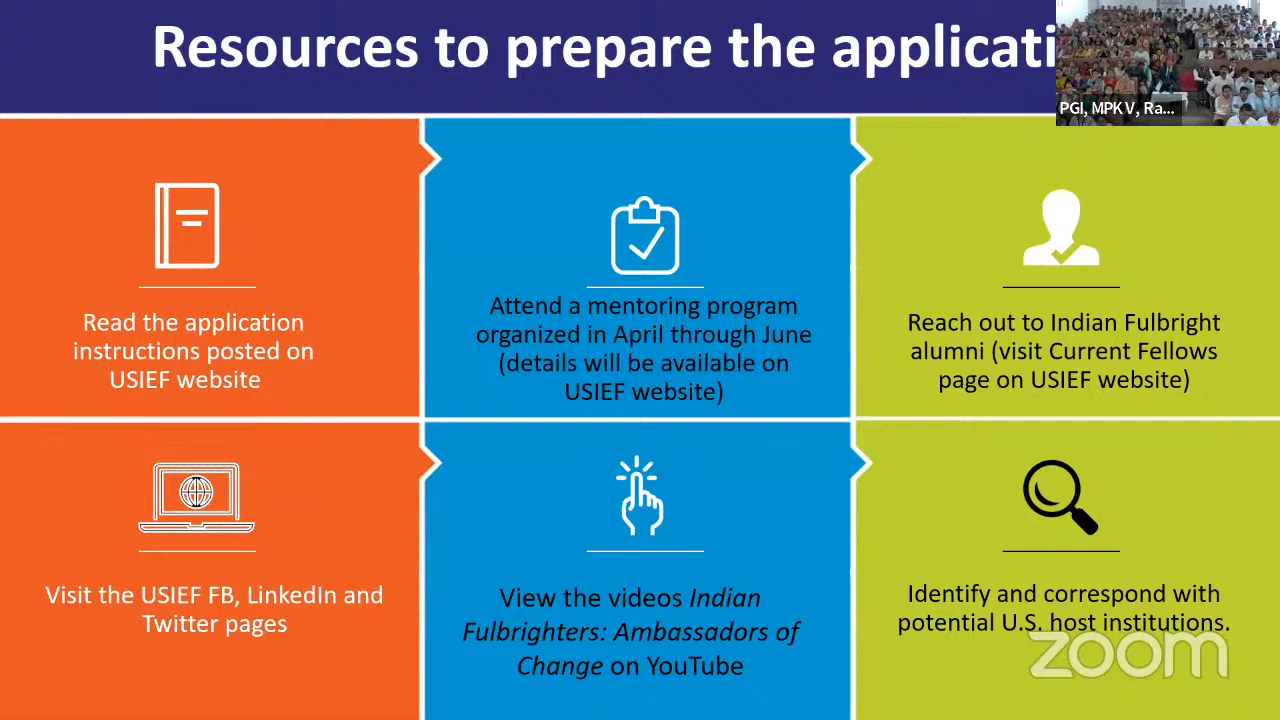 Resources to prepare the applicati
PGI, MPKV, Ra...
Read the application
instructions posted on
USIEF website
Attend a mentoring program
organized in April through June
(details will be available on
USIEF website)
Reach out to Indian Fulbright
alumni (visit Current Fellows
page on USIEF website)
Visit the USIEF FB, LinkedIn and
Twitter pages
View the videos Indian
Fulbrighters: Ambassadors of
Change on YouTube
Identify and correspond with
potential U.S. host institutions.
zoom